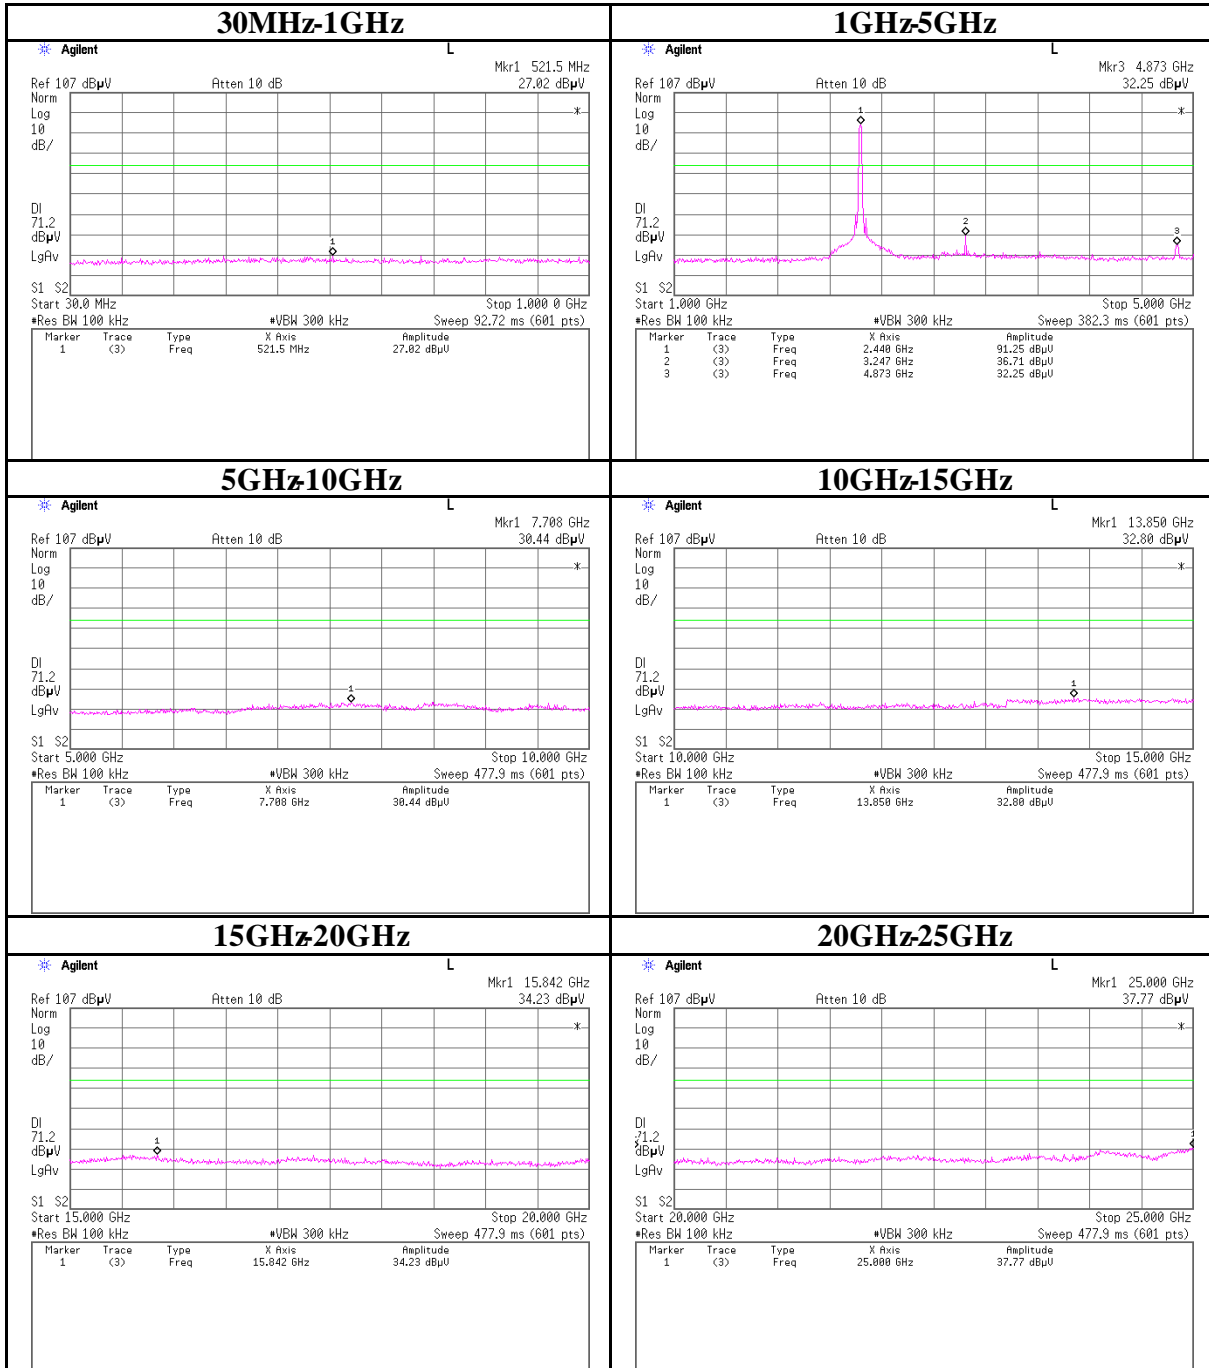 30MHz-1GHz
Agilent
L
Mkr1 521.5 MHz
Ref 107 dBµV Atten 10 dB 27.02 dBµV
Norm
Log
10
dB/
*
1
DI
71.2
dBµV
LgAv
S1 S2
Start 30.0 MHz Stop 1.000 0 GHz
#Res BW 100 kHz #VBW 300 kHz Sweep 92.72 ms (601 pts)
Marker Trace Type X Axis Amplitude
1 (3) Freq 521.5 MHz 27.02 dBµV
1GHz-5GHz
Agilent
L
Mkr3 4.873 GHz
Ref 107 dBµV Atten 10 dB 32.25 dBµV
Norm
Log
10
dB/
*
1
2
3
DI
71.2
dBµV
LgAv
S1 S2
Start 1.000 GHz Stop 5.000 GHz
#Res BW 100 kHz #VBW 300 kHz Sweep 382.3 ms (601 pts)
Marker Trace Type X Axis Amplitude
1 (3) Freq 2.440 GHz 91.25 dBµV
2 (3) Freq 3.247 GHz 36.71 dBµV
3 (3) Freq 4.873 GHz 32.25 dBµV
5GHz-10GHz
Agilent
L
Mkr1 7.708 GHz
Ref 107 dBµV Atten 10 dB 30.44 dBµV
Norm
Log
10
dB/
*
1
DI
71.2
dBµV
LgAv
S1 S2
Start 5.000 GHz Stop 10.000 GHz
#Res BW 100 kHz #VBW 300 kHz Sweep 477.9 ms (601 pts)
Marker Trace Type X Axis Amplitude
1 (3) Freq 7.708 GHz 30.44 dBµV
10GHz-15GHz
Agilent
L
Mkr1 13.850 GHz
Ref 107 dBµV Atten 10 dB 32.80 dBµV
Norm
Log
10
dB/
*
1
DI
71.2
dBµV
LgAv
S1 S2
Start 10.000 GHz Stop 15.000 GHz
#Res BW 100 kHz #VBW 300 kHz Sweep 477.9 ms (601 pts)
Marker Trace Type X Axis Amplitude
1 (3) Freq 13.850 GHz 32.80 dBµV
15GHz-20GHz
Agilent
L
Mkr1 15.842 GHz
Ref 107 dBµV Atten 10 dB 34.23 dBµV
Norm
Log
10
dB/
*
1
DI
71.2
dBµV
LgAv
S1 S2
Start 15.000 GHz Stop 20.000 GHz
#Res BW 100 kHz #VBW 300 kHz Sweep 477.9 ms (601 pts)
Marker Trace Type X Axis Amplitude
1 (3) Freq 15.842 GHz 34.23 dBµV
20GHz-25GHz
Agilent
L
Mkr1 25.000 GHz
Ref 107 dBµV Atten 10 dB 37.77 dBµV
Norm
Log
10
dB/
*
1
DI
71.2
dBµV
LgAv
S1 S2
Start 20.000 GHz Stop 25.000 GHz
#Res BW 100 kHz #VBW 300 kHz Sweep 477.9 ms (601 pts)
Marker Trace Type X Axis Amplitude
1 (3) Freq 25.000 GHz 37.77 dBµV